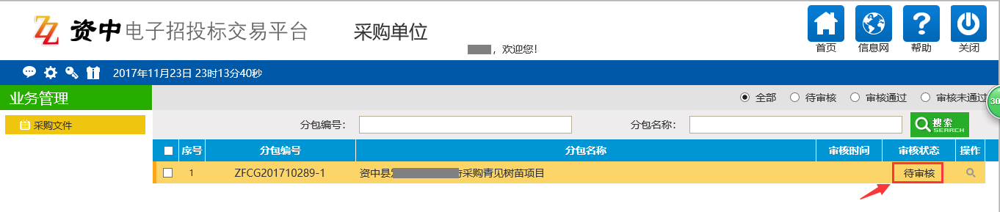 资中 电子招投标交易平台 采购单位
，欢迎您！
首页 信息网 帮助 关闭
2017年11月23日 23时13分40秒
业务管理
全部 待审核 审核通过 审核未通过
30
采购文件
分包编号： 分包名称： 搜索
SEARCH
序号 分包编号 分包名称 审核时间 审核状态 操作
1 ZFCG201710289-1 资中县 采购青见树苗项目 待审核